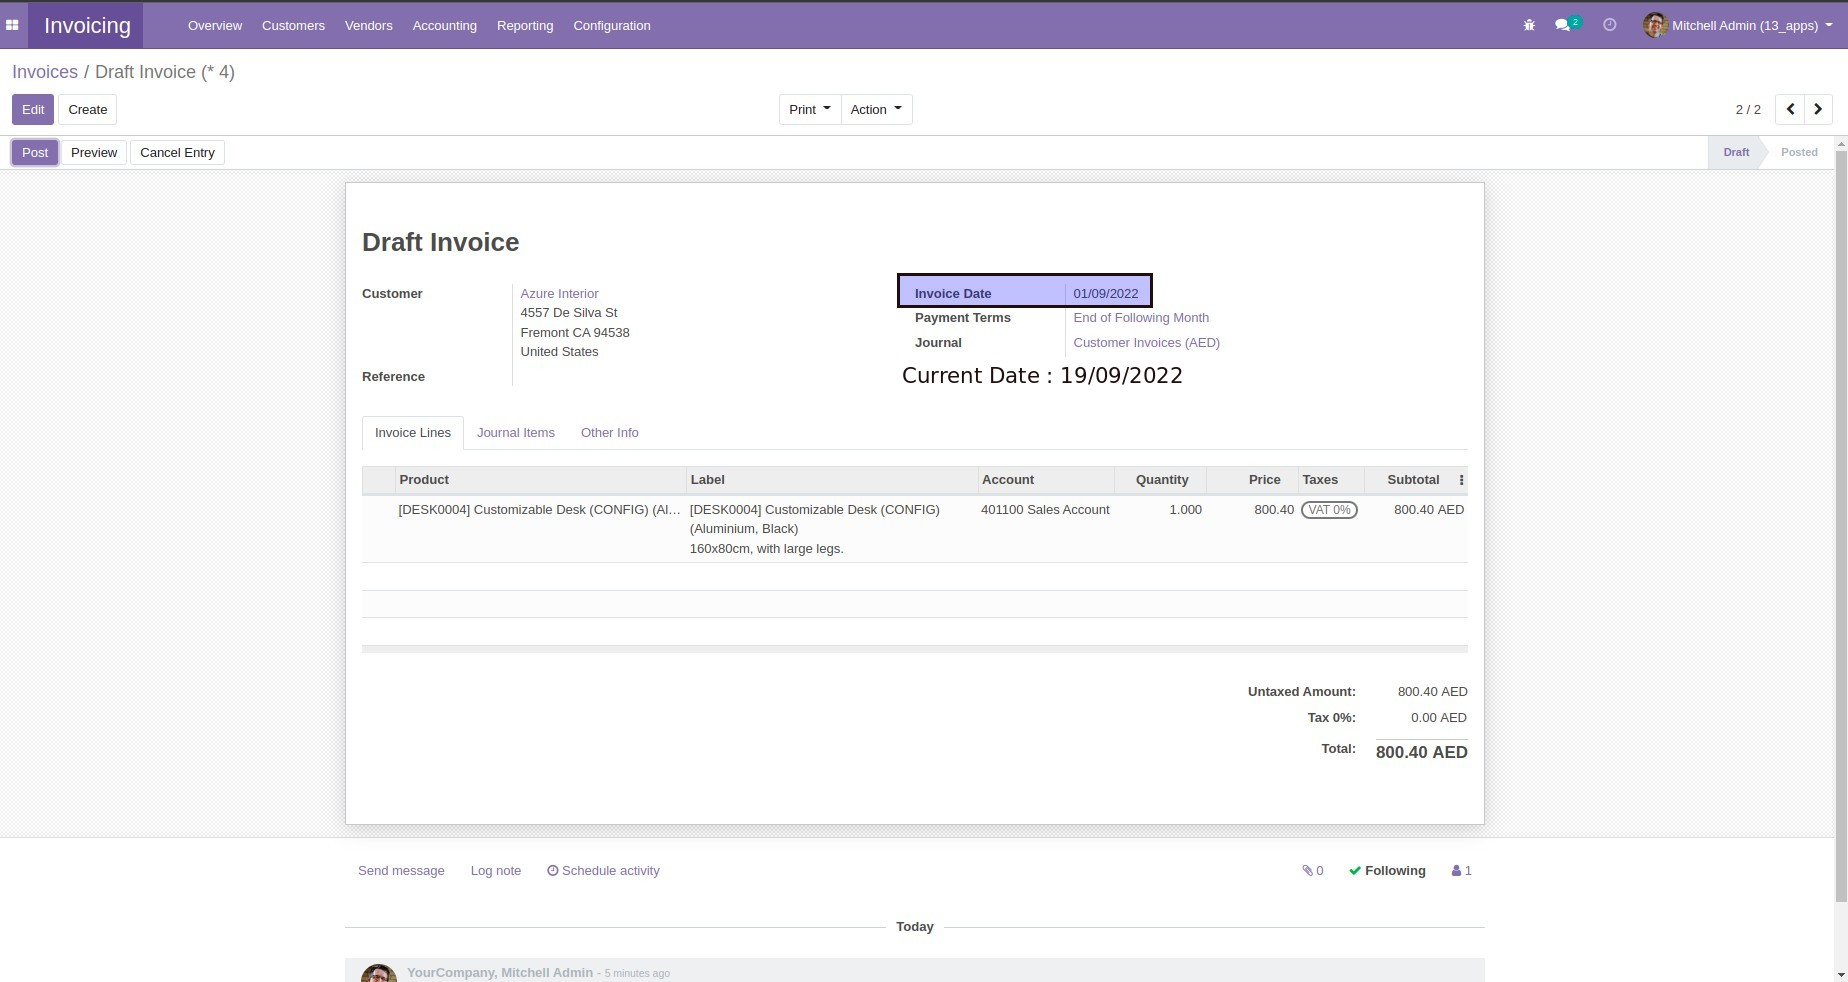 Invoicing Overview Customers Vendors Accounting Reporting Configuration 2 Mitchell Admin (13_apps)
Invoices / Draft Invoice (* 4)
Edit Create Print Action 2 / 2
Post Preview Cancel Entry Draft Posted
Draft Invoice
Customer Azure Interior
4557 De Silva St
Fremont CA 94538
United States
Reference
Invoice Date 01/09/2022
Payment Terms End of Following Month
Journal Customer Invoices (AED)
Current Date : 19/09/2022
Invoice Lines Journal Items Other Info
Product Label Account Quantity Price Taxes Subtotal
[DESK0004] Customizable Desk (CONFIG) (Al... [DESK0004] Customizable Desk (CONFIG) 401100 Sales Account 1.000 800.40 VAT 0% 800.40 AED
(Aluminium, Black)
160x80cm, with large legs.
Untaxed Amount: 800.40 AED
Tax 0%: 0.00 AED
Total: 800.40 AED
Send message Log note Schedule activity 0 Following 1
Today
YourCompany, Mitchell Admin - 5 minutes ago